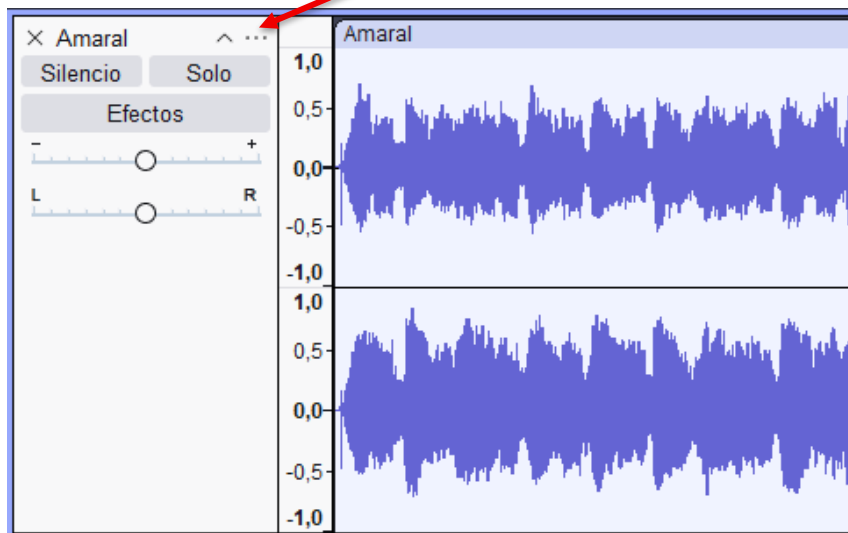 Amaral
Silencio Solo
Efectos
- +
L R
Amaral
1,0
0,5
0,0
-0,5
-1,0
1,0
0,5
0,0
-0,5
-1,0